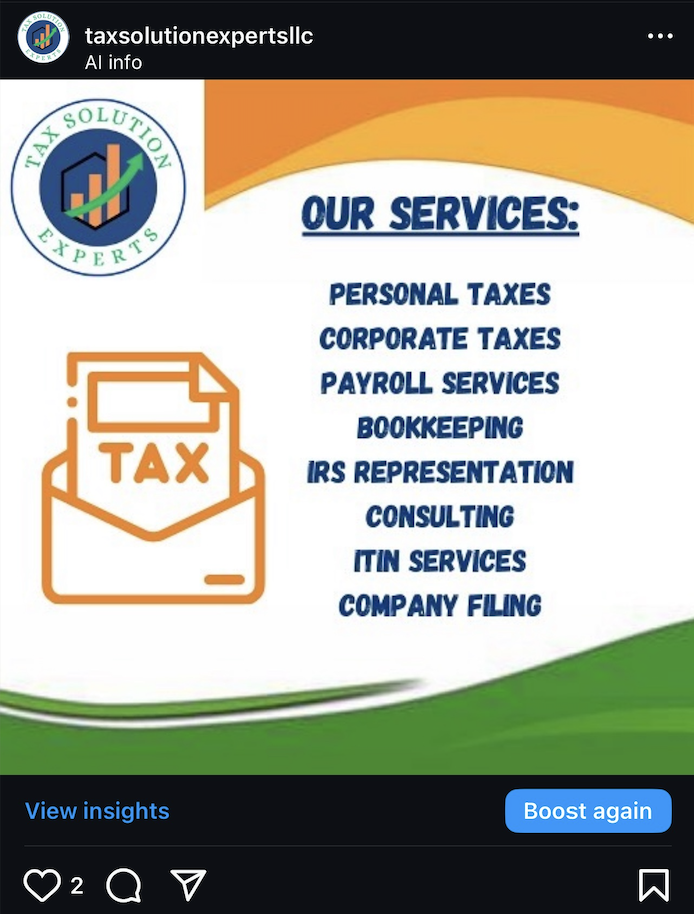 taxsolutionexpertsllc
AI info
TAX SOLUTION
EXPERTS
OUR SERVICES:
PERSONAL TAXES
CORPORATE TAXES
PAYROLL SERVICES
BOOKKEEPING
IRS REPRESENTATION
CONSULTING
ITIN SERVICES
COMPANY FILING
TAX
View insights
Boost again
2